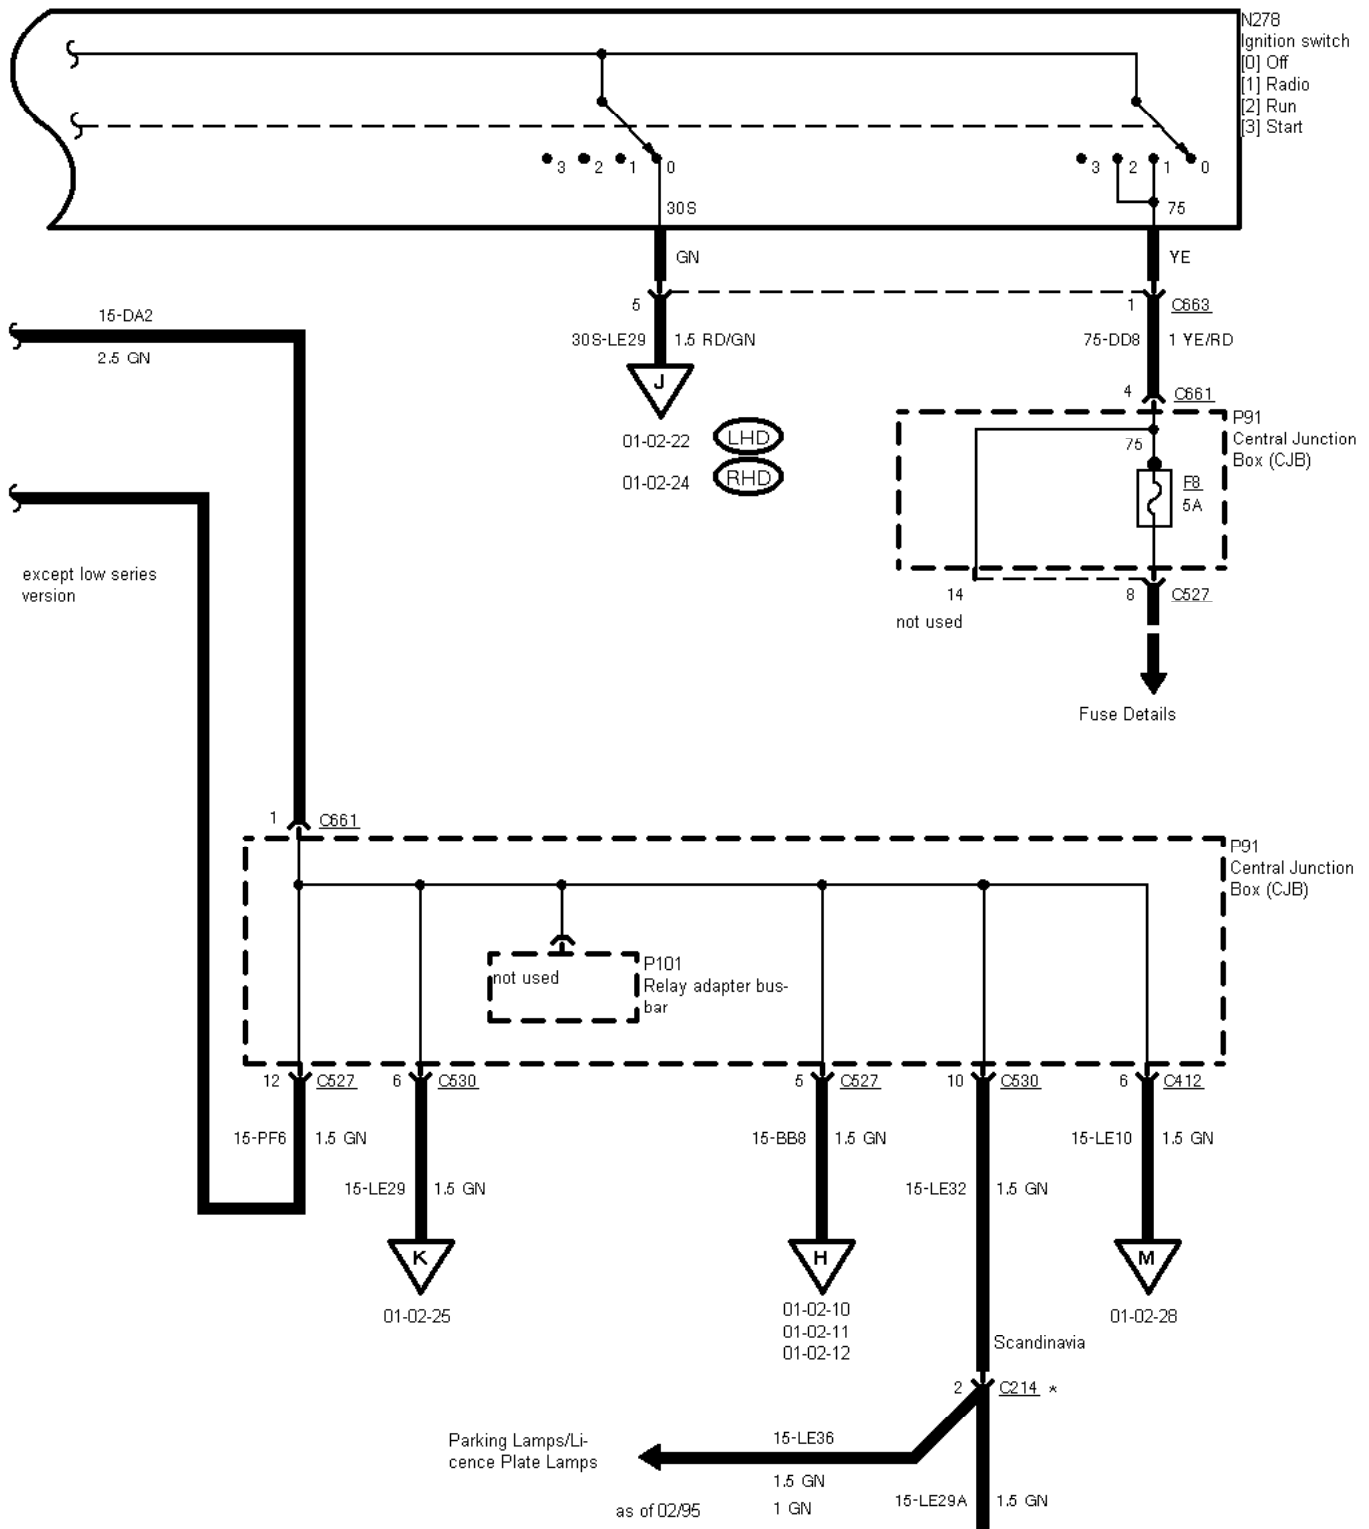 N278
Ignition switch
[0] Off
[1] Radio
[2] Run
[3] Start
3 2 1 0
3 2 1 0
30S
75
GN
YE
5
1 C663
15-DA2
2.5 GN
30S-LE29 1.5 RD/GN
75-DD8 1 YE/RD
J
4 C661
01-02-22 LHD
01-02-24 RHD
P91
Central Junction
Box (CJB)
75
F8
5A
except low series
version
14
not used
8 C527
Fuse Details
1 C661
P91
Central Junction
Box (CJB)
not used
P101
Relay adapter bus-
bar
12 C527 6 C530 5 C527 10 C530 6 C412
15-PF6 1.5 GN 15-BB8 1.5 GN 15-LE10 1.5 GN
15-LE29 1.5 GN 15-LE32 1.5 GN
K H M
01-02-25
01-02-10
01-02-11
01-02-12
01-02-28
Scandinavia
2 C214 *
Parking Lamps/Li-
cence Plate Lamps
15-LE36
1.5 GN
as of 02/95 1 GN
15-LE29A 1.5 GN